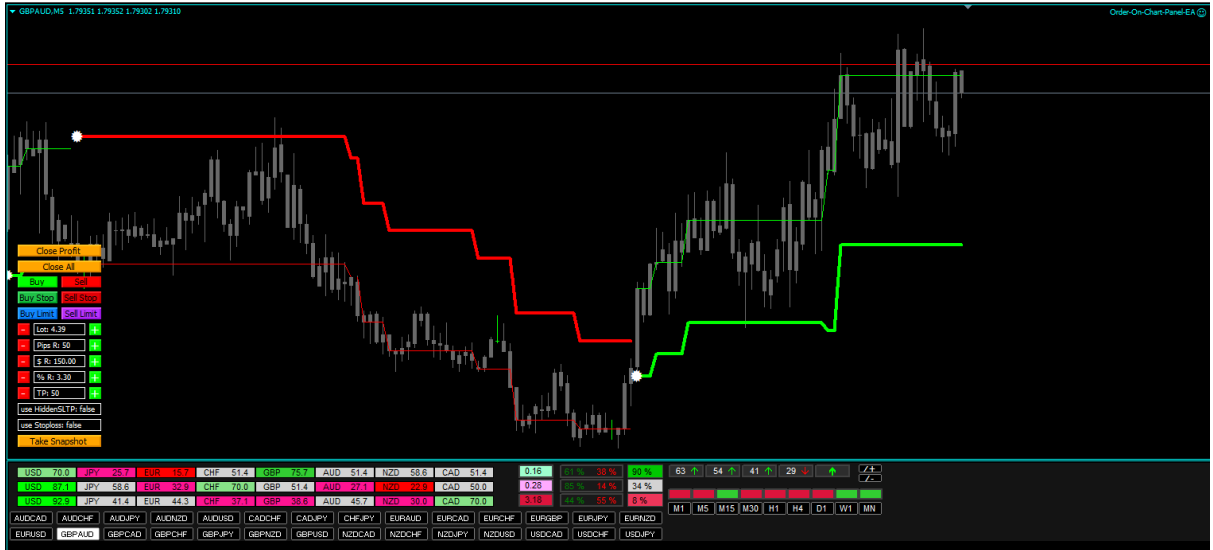 GBPAUD,M5 1.79351 1.79352 1.79302 1.79310
Order-On-Chart-Panel-EA
Close Profit
Close All
Buy Sell
Buy Stop Sell Stop
Buy Limit Sell Limit
- Lot: 4.39 +
- Pips R: 50 +
- $ R: 150.00 +
- % R: 3.30 +
- TP: 50 +
use HiddenSLTP: false
use Stoploss: false
Take Snapshot
USD 70.0 JPY 25.7 EUR 15.7 CHF 51.4 GBP 75.7 AUD 51.4 NZD 58.6 CAD 51.4 0.16 61 % 38 % 90 % 63 ↑ 54 ↑ 41 ↑ 29 ↓ ↑ /+
/-
USD 87.1 JPY 58.6 EUR 32.9 CHF 70.0 GBP 51.4 AUD 27.1 NZD 22.9 CAD 50.0 0.28 85 % 14 % 34 %
USD 92.9 JPY 41.4 EUR 44.3 CHF 37.1 GBP 38.6 AUD 45.7 NZD 30.0 CAD 70.0 3.18 44 % 55 % 8 %
M1 M5 M15 M30 H1 H4 D1 W1 MN
AUDCAD AUDCHF AUDJPY AUDNZD AUDUSD CADCHF CADJPY CHFJPY EURAUD EURCAD EURCHF EURGBP EURJPY EURNZD
EURUSD GBPAUD GBPCAD GBPCHF GBPJPY GBPNZD GBPUSD NZDCAD NZDCHF NZDJPY NZDUSD USDCAD USDCHF USDJPY